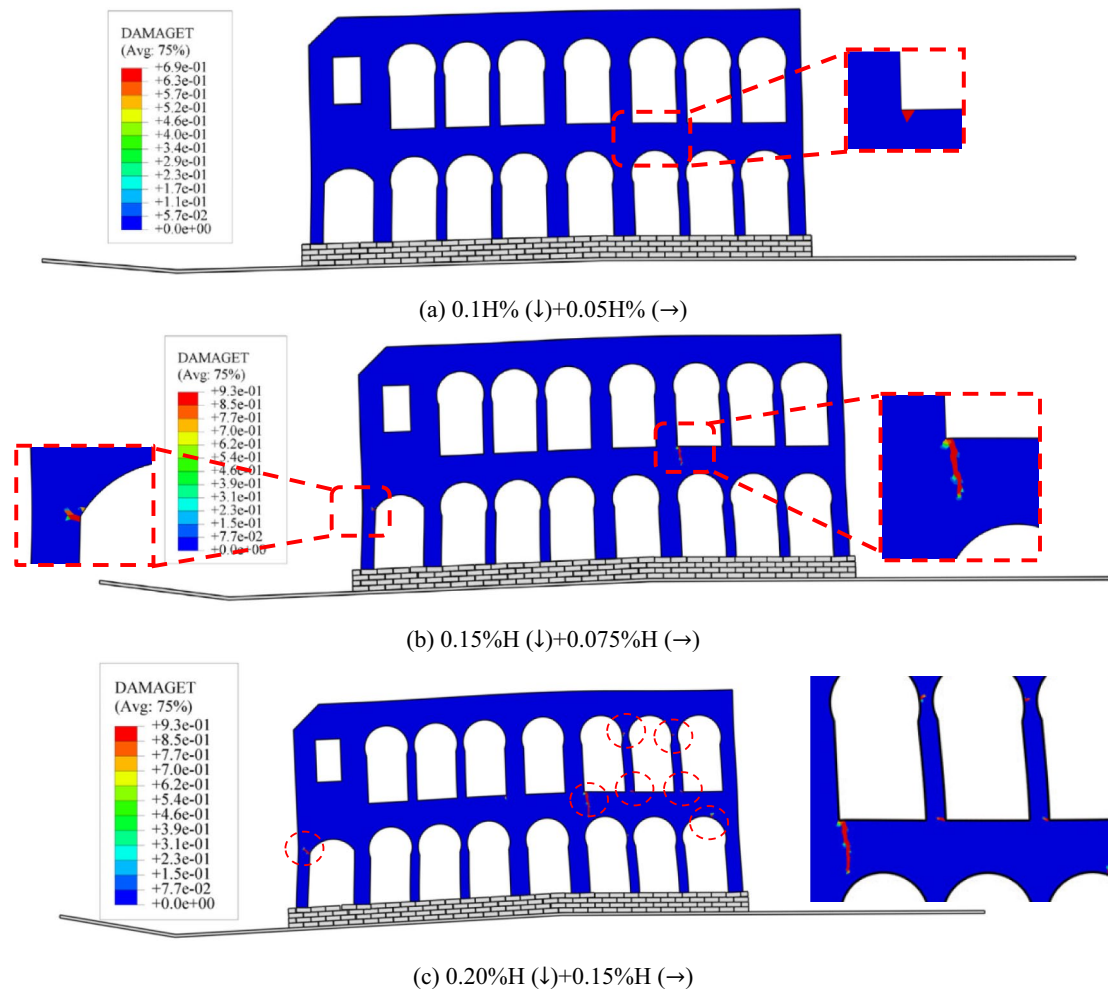 DAMAGET
(Avg: 75%)
+6.9e-01
+6.3e-01
+5.7e-01
+5.2e-01
+4.6e-01
+4.0e-01
+3.4e-01
+2.9e-01
+2.3e-01
+1.7e-01
+1.1e-01
+5.7e-02
+0.0e+00
(a) 0.1H% (↓)+0.05H% (→)
DAMAGET
(Avg: 75%)
+9.3e-01
+8.5e-01
+7.7e-01
+7.0e-01
+6.2e-01
+5.4e-01
+4.6e-01
+3.9e-01
+3.1e-01
+2.3e-01
+1.5e-01
+7.7e-02
+0.0e+00
(b) 0.15%H (↓)+0.075%H (→)
DAMAGET
(Avg: 75%)
+9.3e-01
+8.5e-01
+7.7e-01
+7.0e-01
+6.2e-01
+5.4e-01
+4.6e-01
+3.9e-01
+3.1e-01
+2.3e-01
+1.5e-01
+7.7e-02
+0.0e+00
(c) 0.20%H (↓)+0.15%H (→)